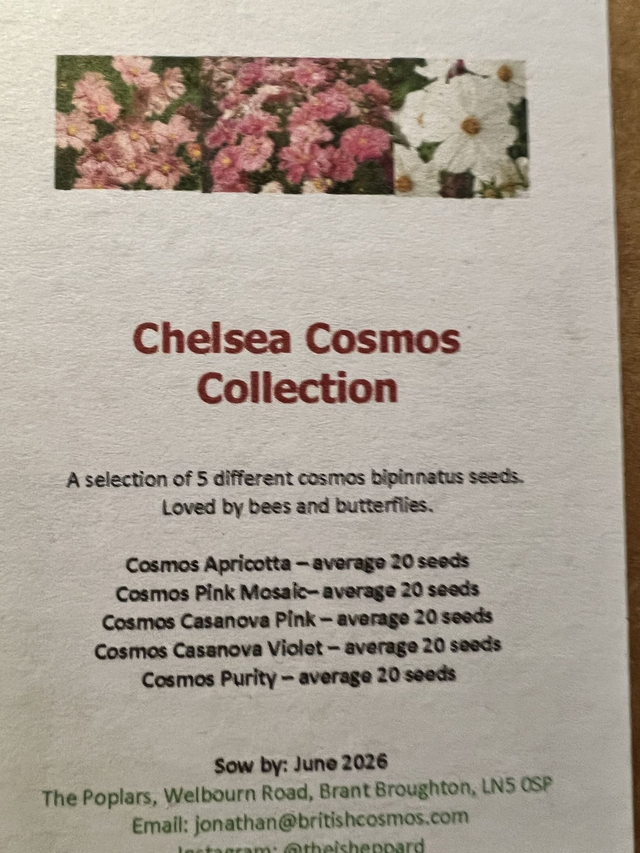 Chelsea Cosmos
Collection
A selection of 5 different cosmos bipinnatus seeds.
Loved by bees and butterflies.
Cosmos Apricotta – average 20 seeds
Cosmos Pink Mosaic– average 20 seeds
Cosmos Casanova Pink – average 20 seeds
Cosmos Casanova Violet – average 20 seeds
Cosmos Purity – average 20 seeds
Sow by: June 2026
The Poplars, Welbourn Road, Brant Broughton, LN5 0SP
Email: jonathan@britishcosmos.com
Instagram: @thejsheppard